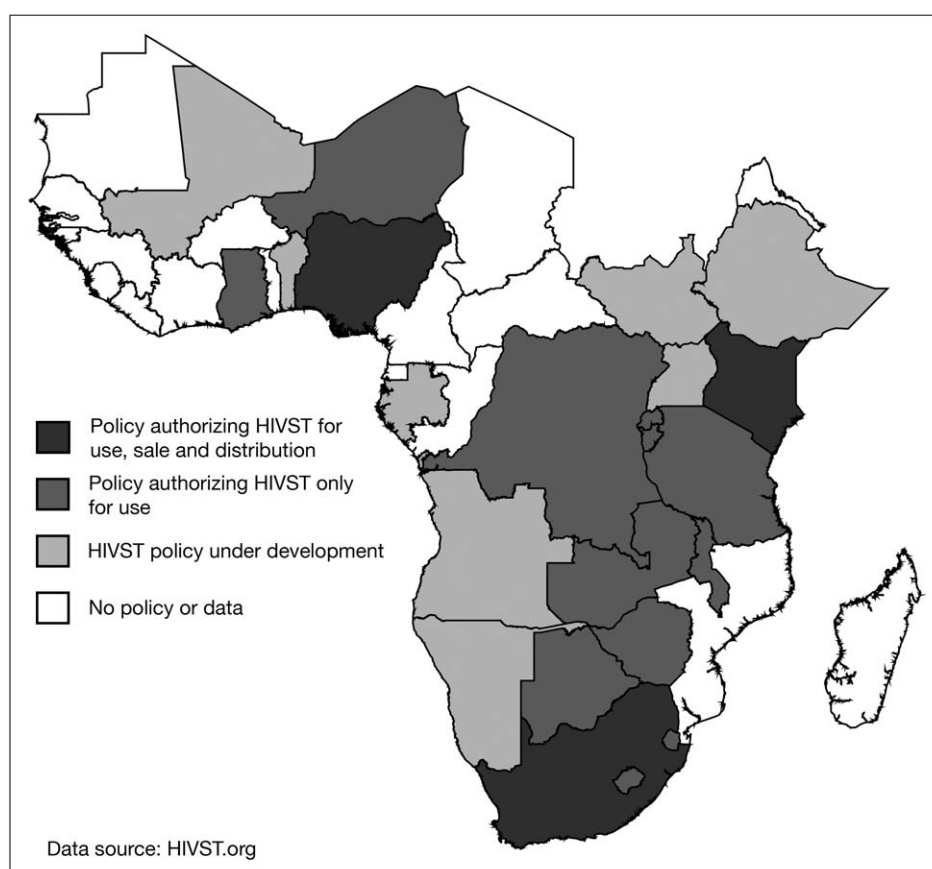 Policy authorizing HIVST for
use, sale and distribution
Policy authorizing HIVST only
for use
HIVST policy under development
No policy or data
Data source: HIVST.org